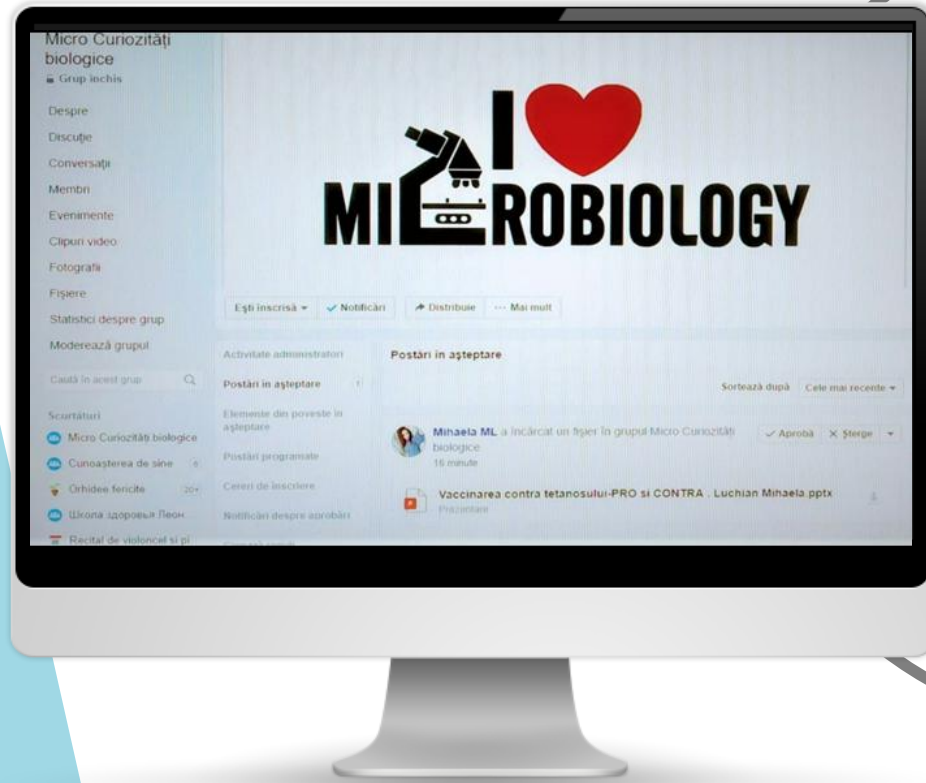 Micro Curiozități
biologice
Grup închis
Despre
Discuție
Conversații
Membri
Evenimente
Clipuri video
Fotografii
Fișiere
Statistici despre grup
Moderează grupul
Caută în acest grup
Scurtături
Micro Curiozități biologice
Cunoașterea de sine 6
Orhidee fericite 20+
Школа здоровья Леон...
Recital de violoncel si pi
I
MICROBIOLOGY
Ești înscrisă
Notificări
Distribuie
Mai mult
Activitate administratori
Postări în așteptare 1
Elemente din poveste în
așteptare
Postări programate
Cereri de înscriere
Notificări despre aprobări
Postări în așteptare
Sortează după Cele mai recente
Mihaela ML a încărcat un fișier în grupul Micro Curiozități
biologice.
16 minute
Aprobă
Șterge
Vaccinarea contra tetanosului-PRO si CONTRA . Luchian Mihaela.pptx
Prezentare